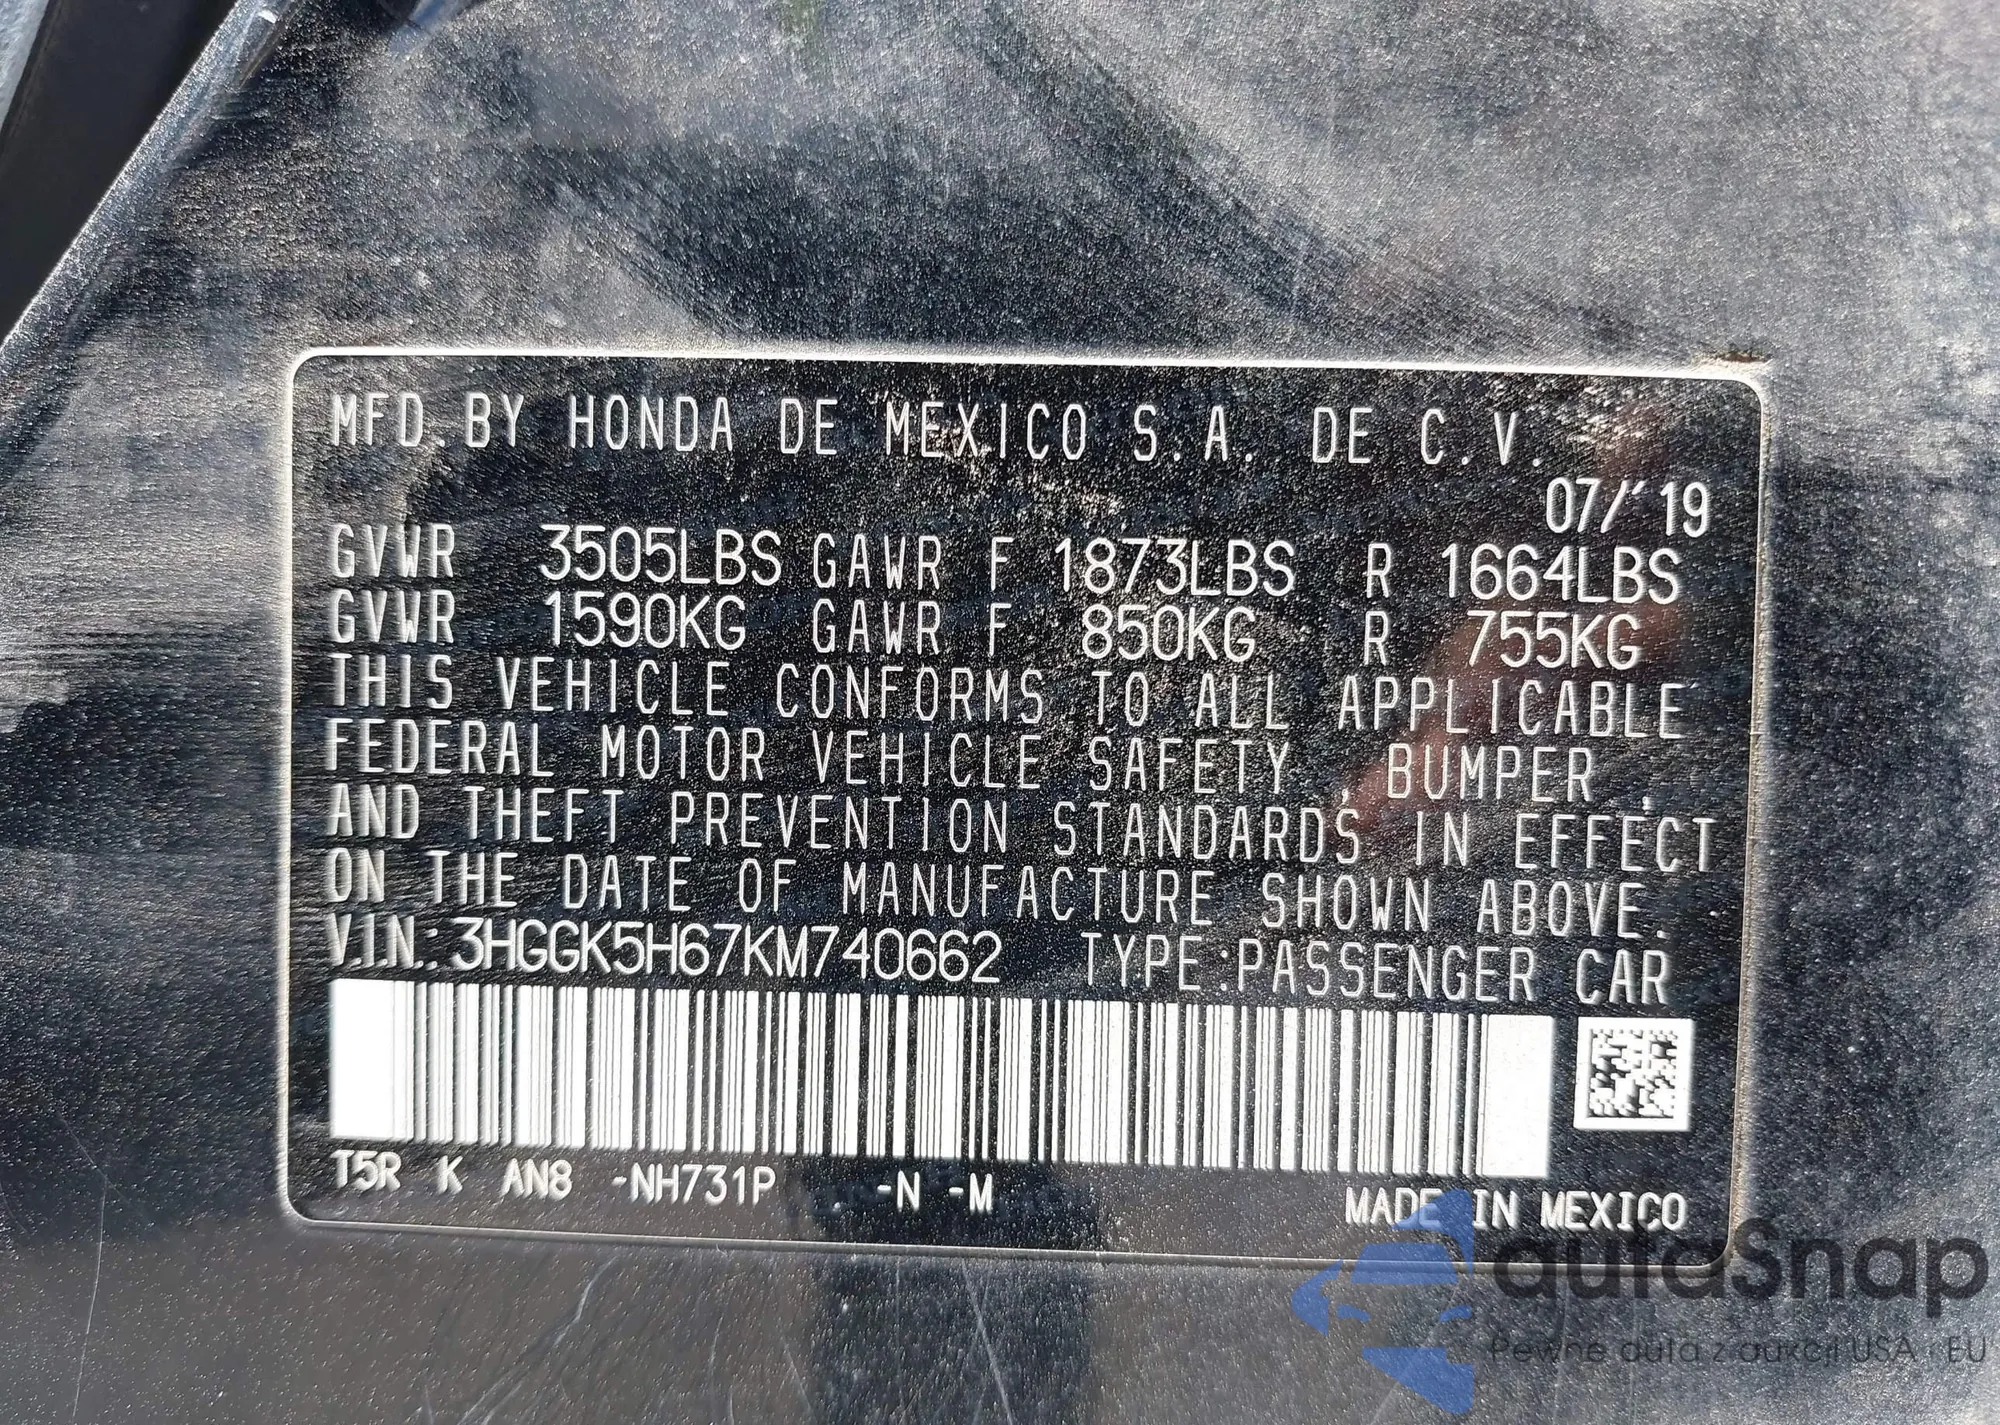 MFD. BY HONDA DE MEXICO S.A. DE C.V.
07/'19
GVWR 3505LBS GAWR F 1873LBS R 1664LBS
GVWR 1590KG GAWR F 850KG R 755KG
THIS VEHICLE CONFORMS TO ALL APPLICABLE
FEDERAL MOTOR VEHICLE SAFETY , BUMPER ,
AND THEFT PREVENTION STANDARDS IN EFFECT
ON THE DATE OF MANUFACTURE SHOWN ABOVE.
V.I.N.: 3HGGK5H67KM740662 TYPE:PASSENGER CAR
T5R K AN8 -NH731P -N -M
MADE IN MEXICO
autaSnap
Pewne auta z aukcji USA i EU